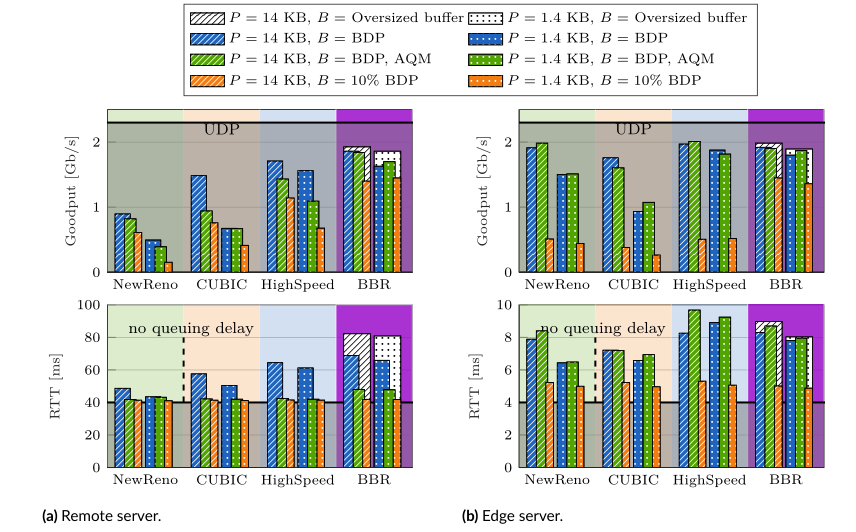 P = 14 KB, B = Oversized buffer P = 1.4 KB, B = Oversized buffer
P = 14 KB, B = BDP P = 1.4 KB, B = BDP
P = 14 KB, B = BDP, AQM P = 1.4 KB, B = BDP, AQM
P = 14 KB, B = 10% BDP P = 1.4 KB, B = 10% BDP
Goodput [Gb/s]
2
1
0
UDP
NewReno CUBIC HighSpeed BBR
RTT [ms]
100
80
60
40
20
0
no queuing delay
NewReno CUBIC HighSpeed BBR
(a) Remote server.
Goodput [Gb/s]
2
1
0
UDP
NewReno CUBIC HighSpeed BBR
RTT [ms]
10
8
6
4
2
0
no queuing delay
NewReno CUBIC HighSpeed BBR
(b) Edge server.